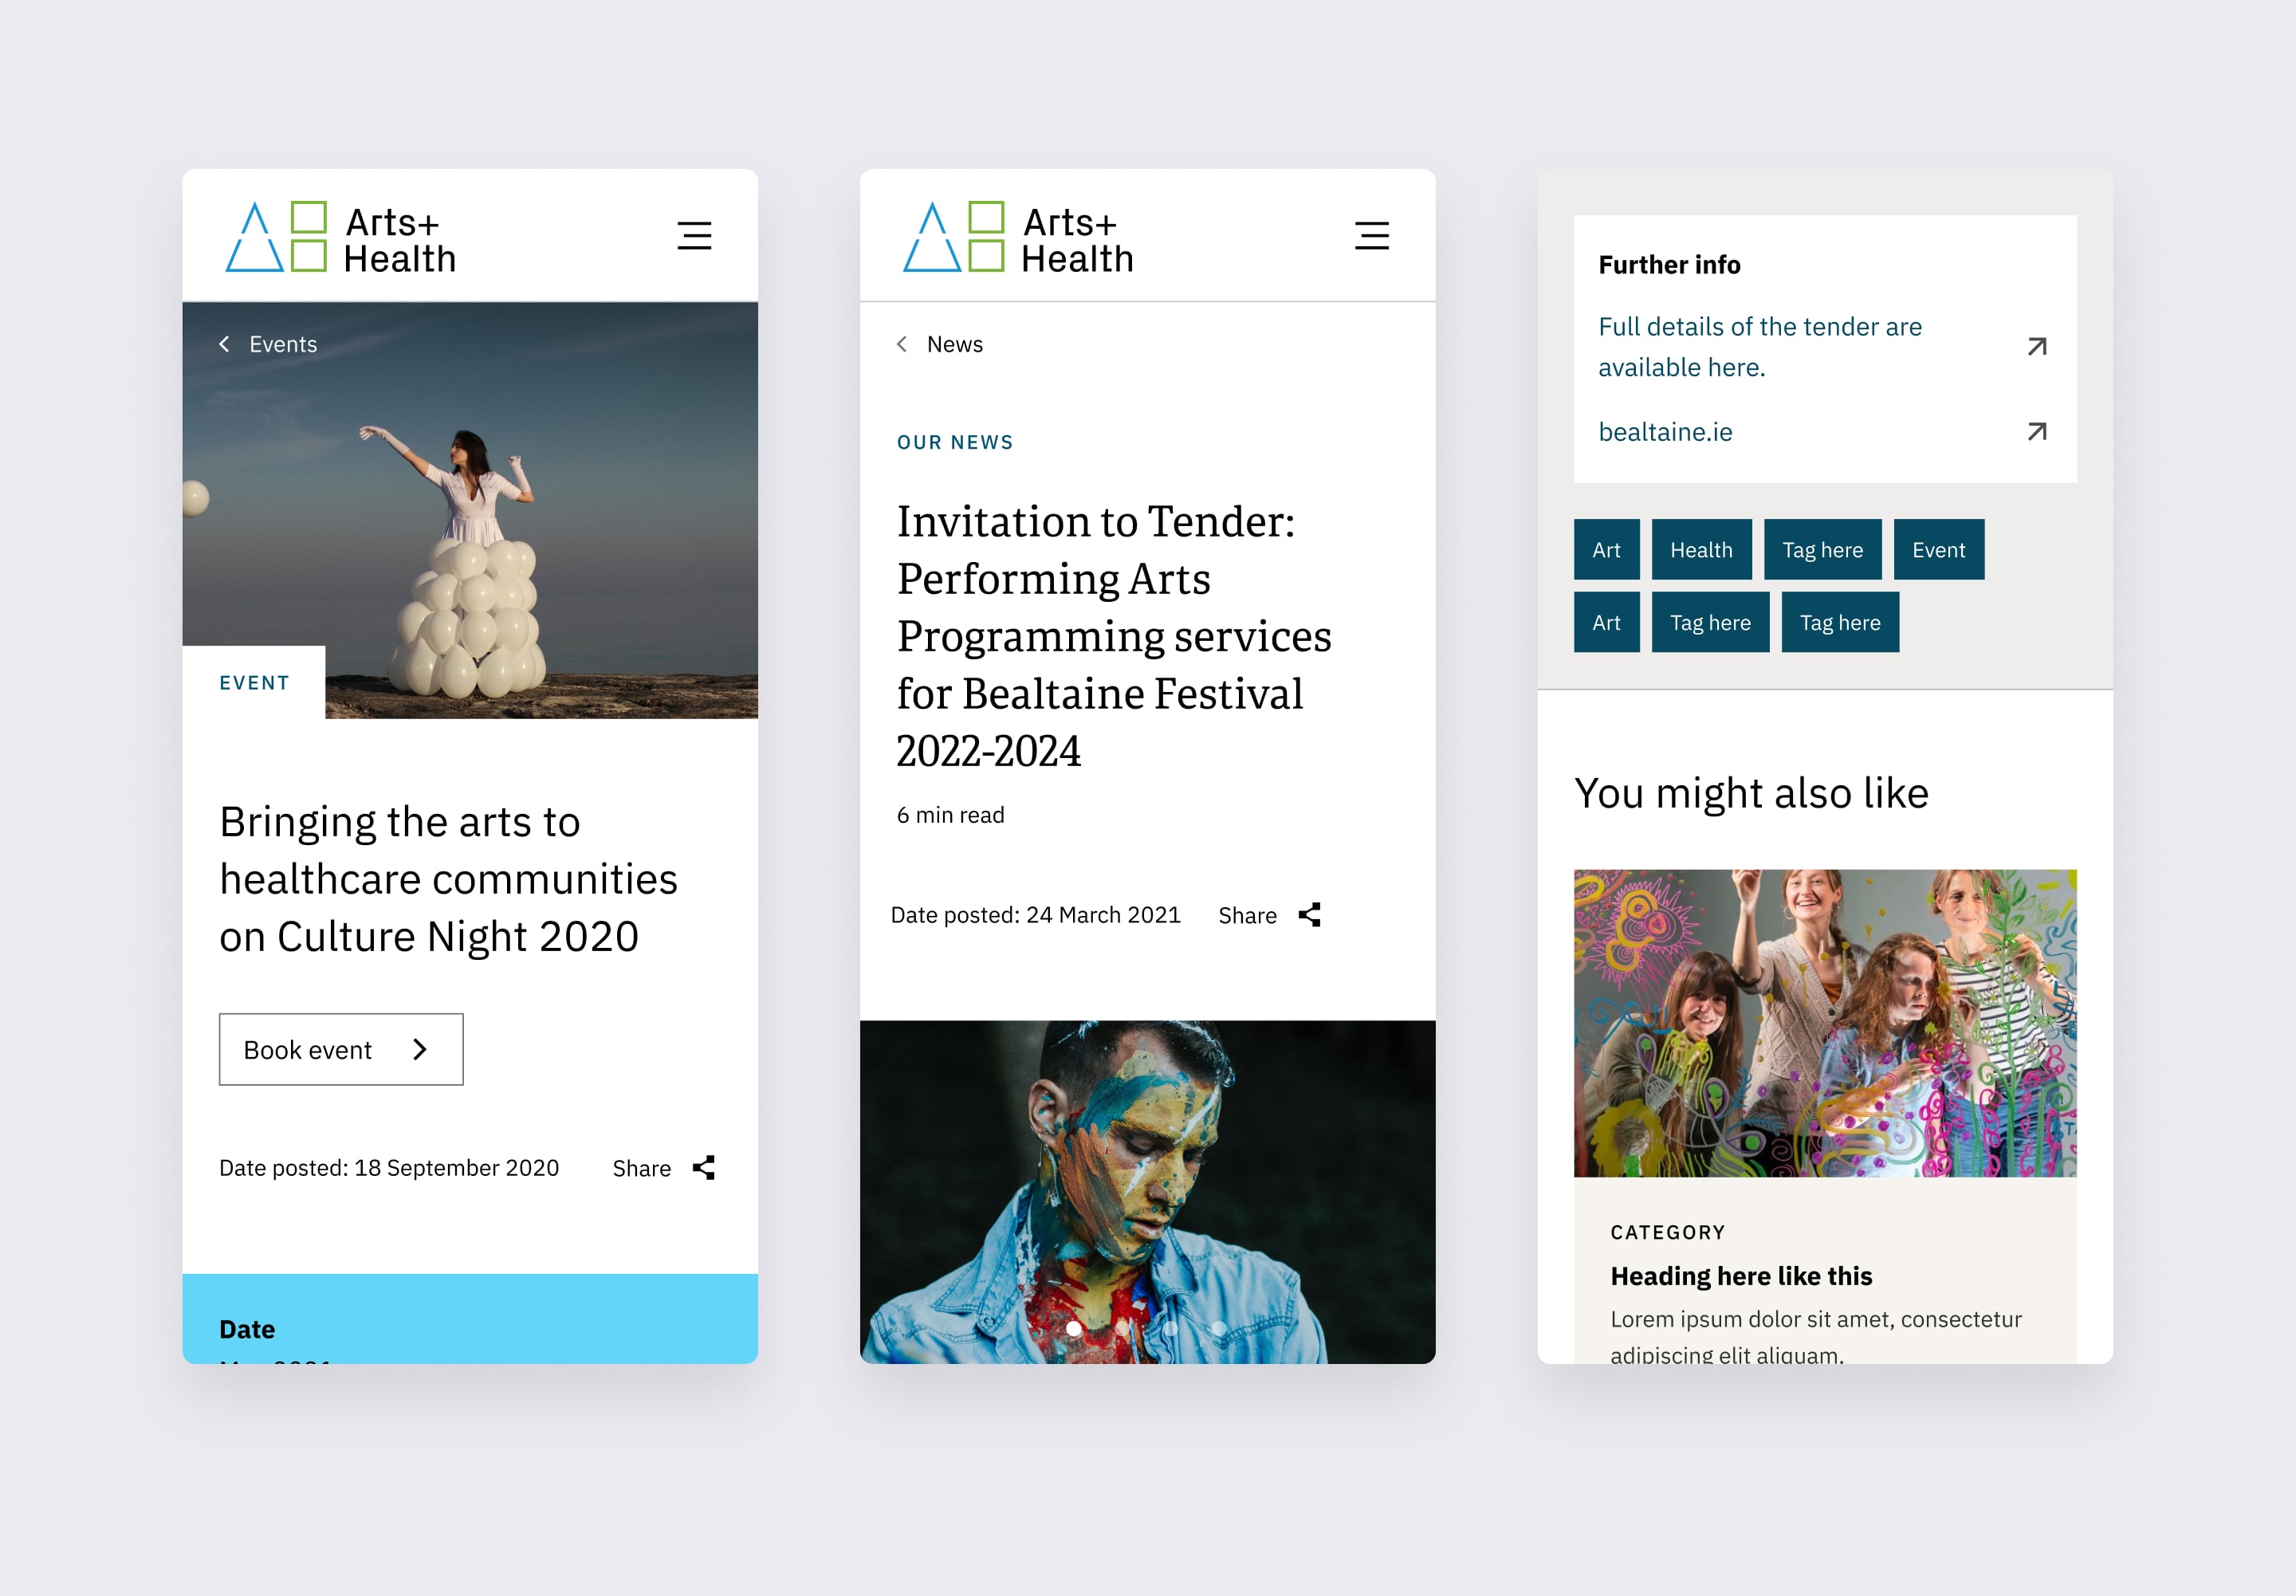 Arts+
Health
Events
EVENT
Bringing the arts to
healthcare communities
on Culture Night 2020
Book event
Date posted: 18 September 2020 Share
Date
Arts+
Health
News
OUR NEWS
Invitation to Tender:
Performing Arts
Programming services
for Bealtaine Festival
2022-2024
6 min read
Date posted: 24 March 2021 Share
Further info
Full details of the tender are
available here.
bealtaine.ie
Art Health Tag here Event
Art Tag here Tag here
You might also like
CATEGORY
Heading here like this
Lorem ipsum dolor sit amet, consectetur
adipiscing elit aliquam.